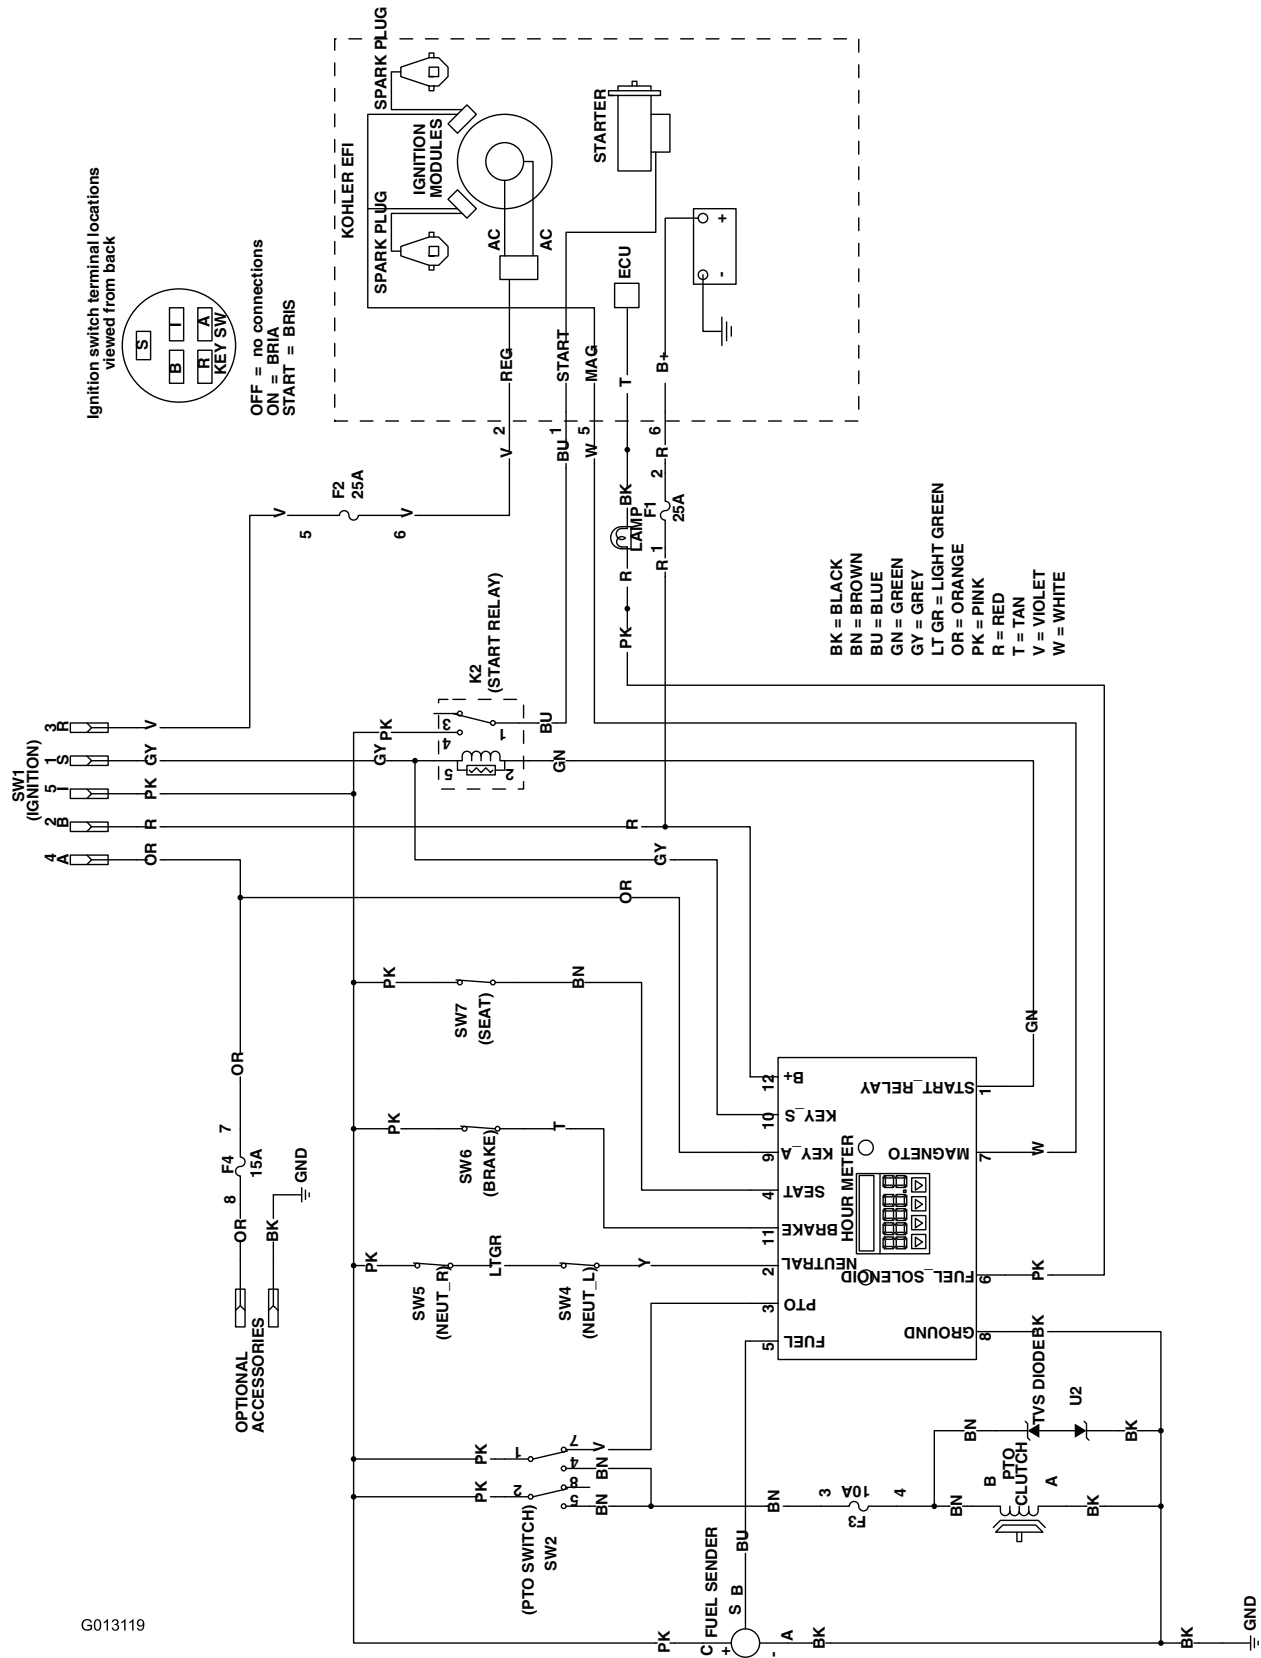 Ignition switch terminal locations
viewed from back
S
B
I
R
A
KEY SW
OFF = no connections
ON = BRIA
START = BRIS
KOHLER EFI
SPARK PLUG
SPARK PLUG
IGNITION
MODULES
AC
AC
STARTER
ECU
+
-
REG
START
MAG
T
B+
2
1
5
6
V
BU
W
R
2
BK
LAMP
F1
25A
1
R
R
PK
F2
25A
V
5
6
V
SW1
(IGNITION)
3
R
V
1
S
GY
5
I
PK
2
B
R
4
A
OR
K2
(START RELAY)
PK
GY
3
4
1
5
2
BU
GN
R
GY
OR
BK = BLACK
BN = BROWN
BU = BLUE
GN = GREEN
GY = GREY
LT GR = LIGHT GREEN
OR = ORANGE
PK = PINK
R = RED
T = TAN
V = VIOLET
W = WHITE
PK
SW7
(SEAT)
BN
OR
7
F4
15A
8
OR
BK
GND
OPTIONAL
ACCESSORIES
PK
SW6
(BRAKE)
T
PK
SW5
(NEUT_R)
LTGR
SW4
(NEUT_L)
Y
12
B+
10
KEY_S
9
KEY_A
4
SEAT
11
BRAKE
2
NEUTRAL
3
PTO
5
FUEL
HOUR METER
START_RELAY
1
MAGNETO
7
FUEL_SOLENOID
6
GROUND
8
GN
W
PK
BK
TVS DIODE
U2
PK
1
7
V
4
BN
PK
2
8
5
BN
(PTO SWITCH)
SW2
BN
3
F3
10A
4
BN
BN
B
PTO
CLUTCH
A
BK
BK
FUEL SENDER
BU
S
B
PK
C
+
-
A
BK
BK
GND
G013119